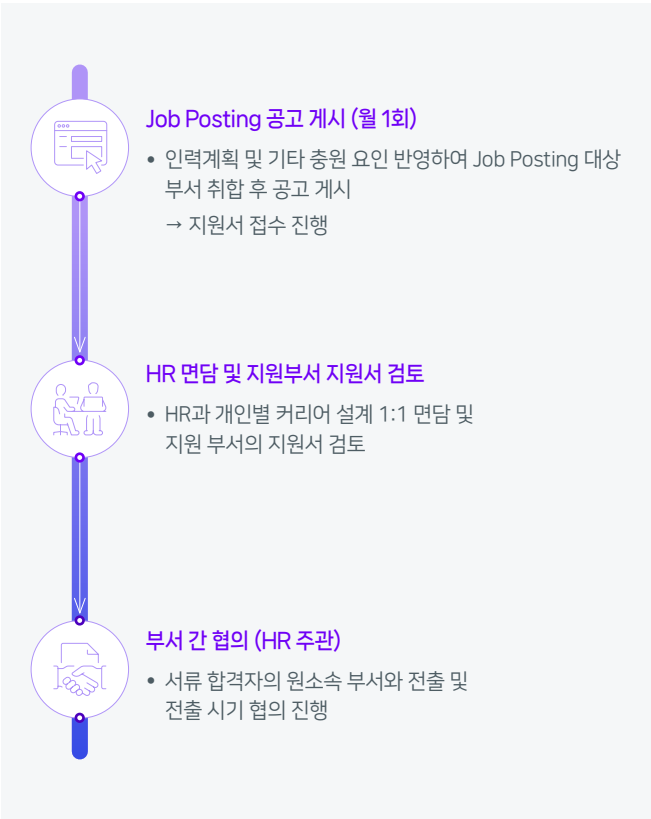 Job Posting 공고 게시 (월 1회)
• 인력계획 및 기타 충원 요인 반영하여 Job Posting 대상
부서 취합 후 공고 게시
→ 지원서 접수 진행
HR 면담 및 지원부서 지원서 검토
• HR과 개인별 커리어 설계 1:1 면담 및
지원 부서의 지원서 검토
부서 간 협의 (HR 주관)
• 서류 합격자의 원소속 부서와 전출 및
전출 시기 협의 진행